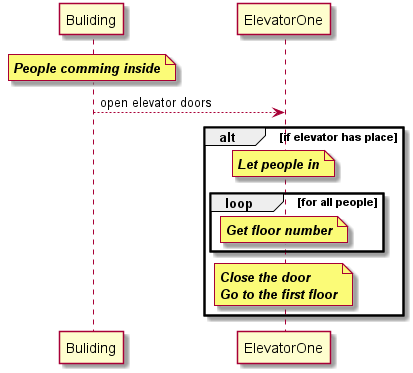 Buliding ElevatorOne
People comming inside
open elevator doors
alt [if elevator has place]
Let people in
loop [for all people]
Get floor number
Close the door
Go to the first floor
Buliding ElevatorOne